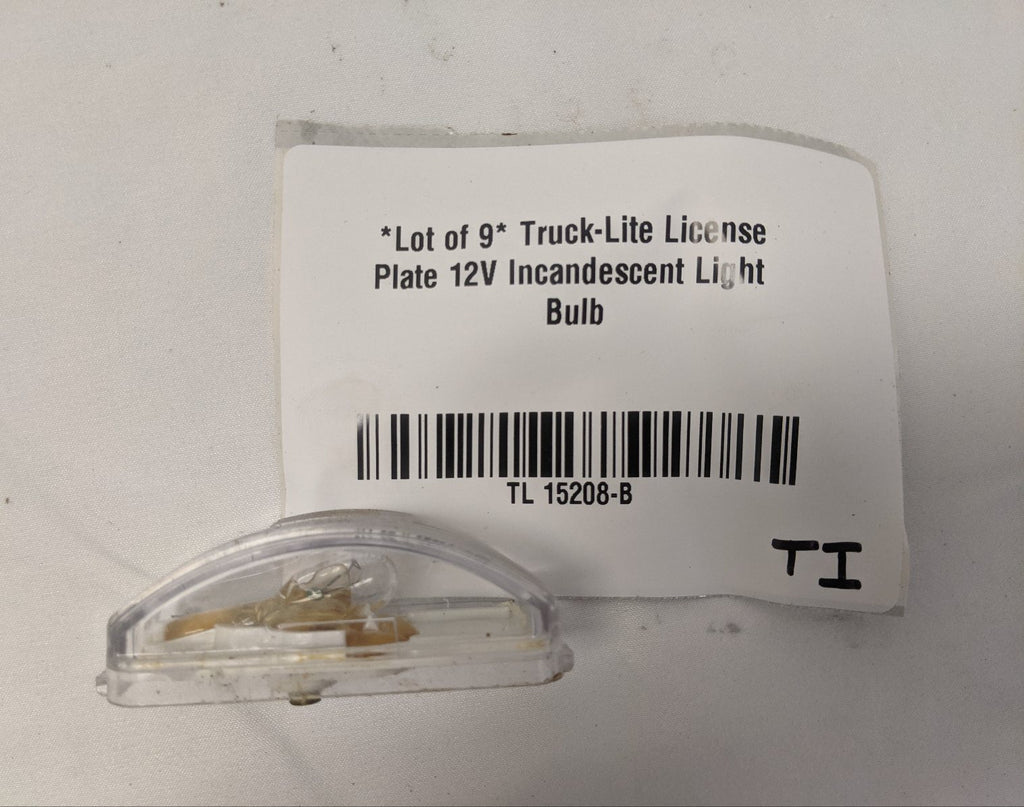 *Lot of 9* Truck-Lite License
Plate 12V Incandescent Light
Bulb
TL 15208-B
TI